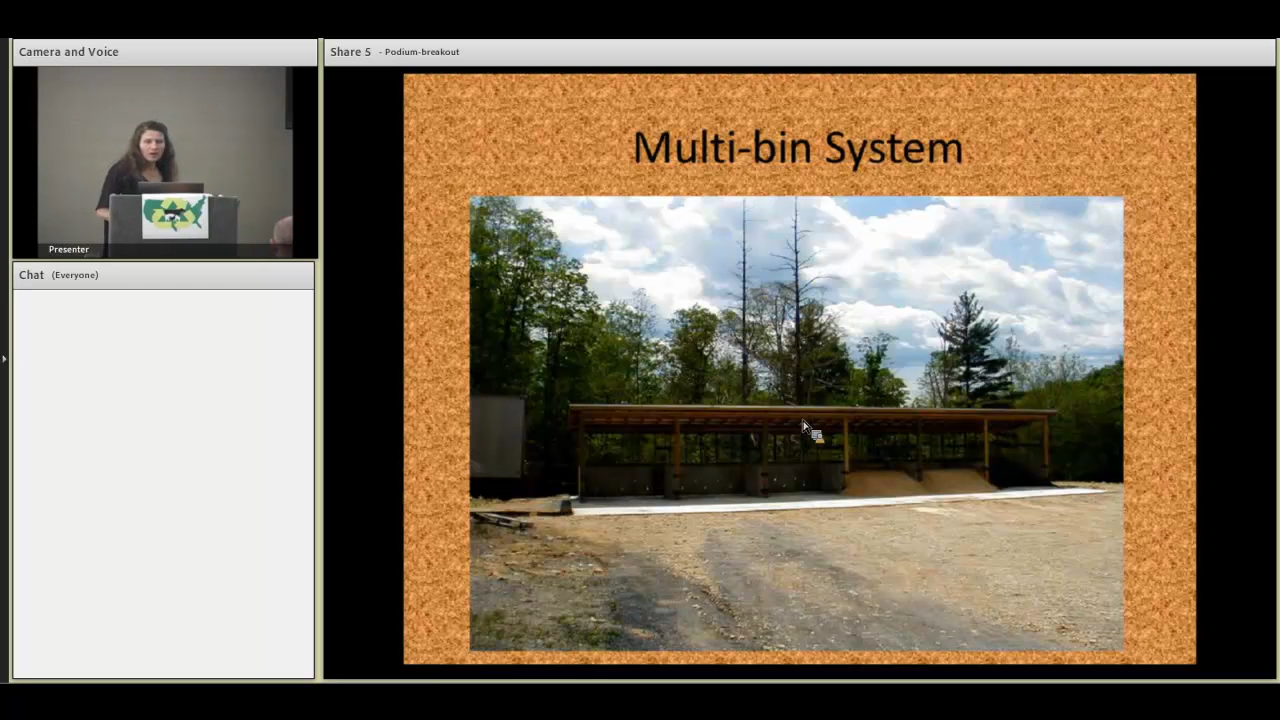 Camera and Voice
Presenter
Chat (Everyone)
Share 5 - Podium-breakout
Multi-bin System